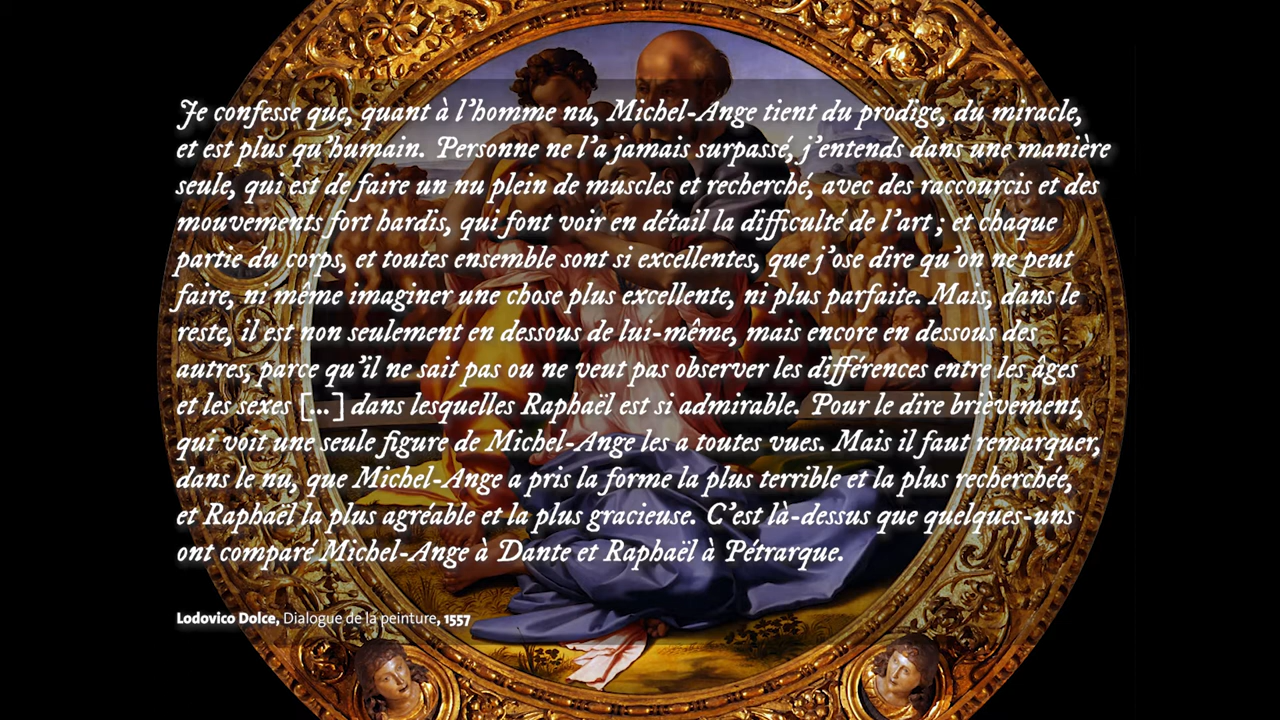 Je confesse que, quant à l'homme nu, Michel-Ange tient du prodige, du miracle,
et est plus qu'humain. Personne ne l'a jamais surpassé, j'entends dans une manière
seule, qui est de faire un nu plein de muscles et recherché, avec des raccourcis et des
mouvements fort hardis, qui font voir en détail la difficulté de l'art ; et chaque
partie du corps, et toutes ensemble sont si excellentes, que j'ose dire qu'on ne peut
faire, ni même imaginer une chose plus excellente, ni plus parfaite. Mais, dans le
reste, il est non seulement en dessous de lui-même, mais encore en dessous des
autres, parce qu'il ne sait pas ou ne veut pas observer les différences entre les âges
et les sexes [...] dans lesquelles Raphaël est si admirable. Pour le dire brièvement,
qui voit une seule figure de Michel-Ange les a toutes vues. Mais il faut remarquer,
dans le nu, que Michel-Ange a pris la forme la plus terrible et la plus recherchée,
et Raphaël la plus agréable et la plus gracieuse. C'est là-dessus que quelques-uns
ont comparé Michel-Ange à Dante et Raphaël à Pétrarque.
Lodovico Dolce, Dialogue de la peinture, 1557